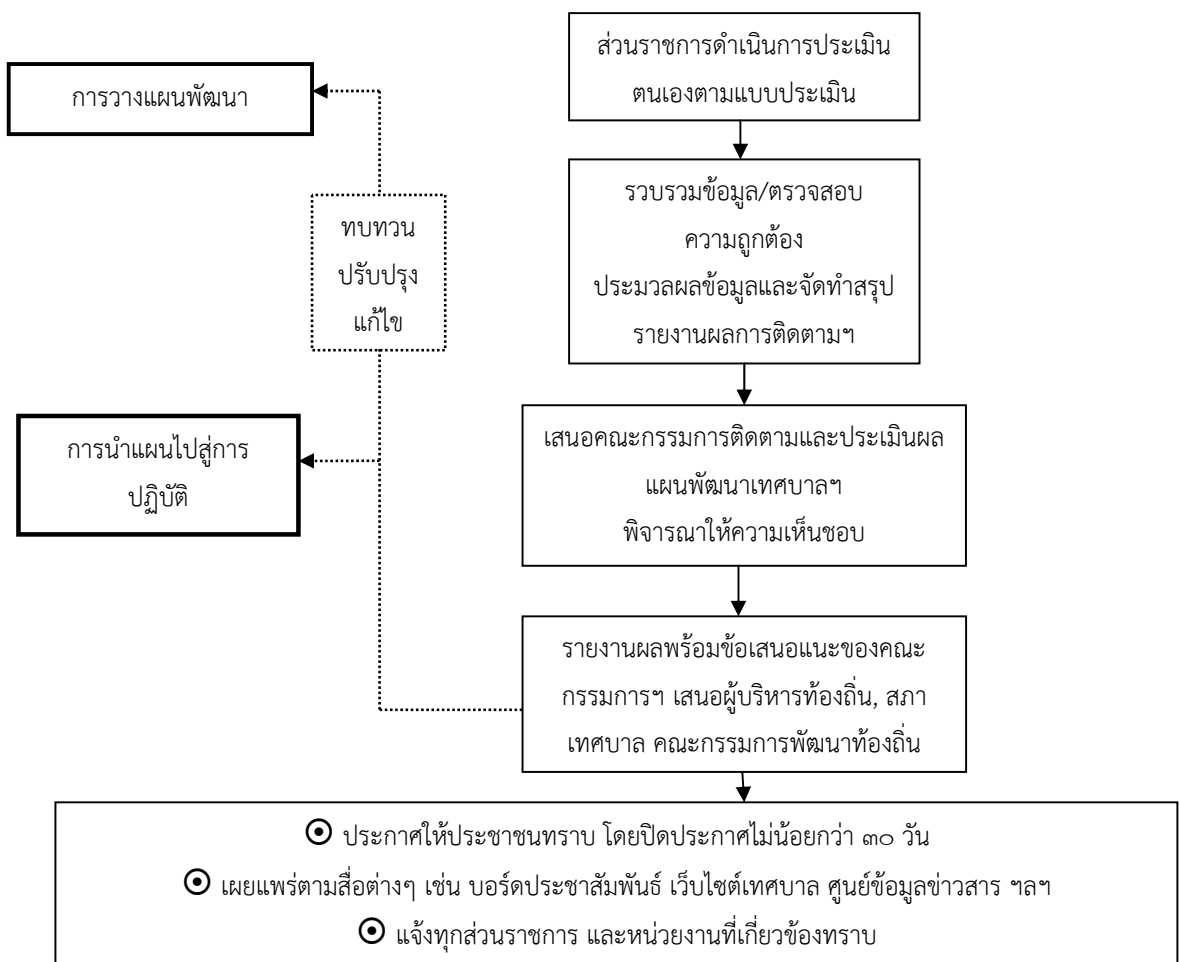 ส่วนราชการดำเนินการประเมิน
ตนเองตามแบบประเมิน
การวางแผนพัฒนา
รวบรวมข้อมูล/ตรวจสอบ
ความถูกต้อง
ประมวลผลข้อมูลและจัดทำสรุป
รายงานผลการติดตามฯ
ทบทวน
ปรับปรุง
แก้ไข
เสนอคณะกรรมการติดตามและประเมินผล
แผนพัฒนาเทศบาลฯ
พิจารณาให้ความเห็นชอบ
การนำแผนไปสู่การ
ปฏิบัติ
รายงานผลพร้อมข้อเสนอแนะของคณะ
กรรมการฯ เสนอผู้บริหารท้องถิ่น, สภา
เทศบาล คณะกรรมการพัฒนาท้องถิ่น
ประกาศให้ประชาชนทราบ โดยปิดประกาศไม่น้อยกว่า ๓๐ วัน
เผยแพร่ตามสื่อต่างๆ เช่น บอร์ดประชาสัมพันธ์ เว็บไซต์เทศบาล ศูนย์ข้อมูลข่าวสาร ฯลฯ
แจ้งทุกส่วนราชการ และหน่วยงานที่เกี่ยวข้องทราบ